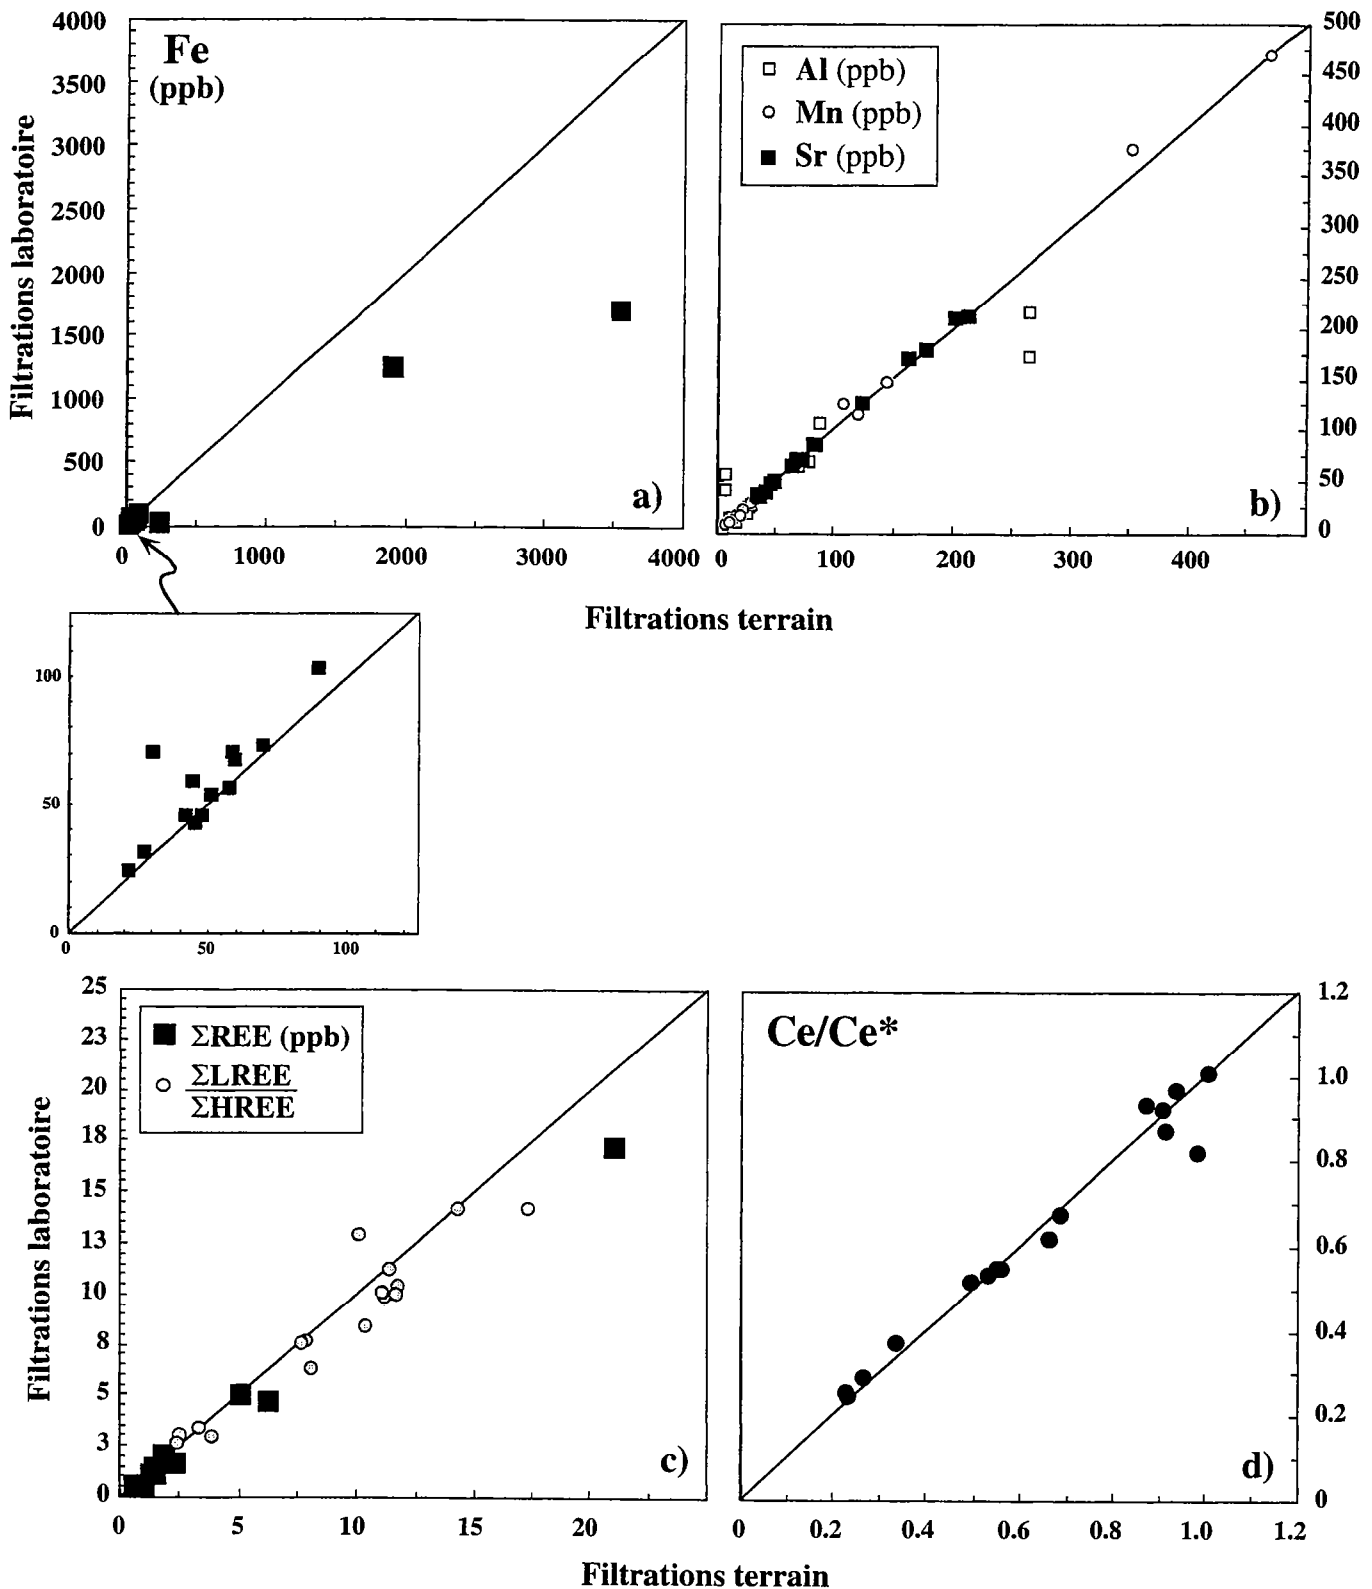 Fe
(ppb)
4000
3500
3000
2500
2000
1500
1000
500
0
Filtrations laboratoire
0 1000 2000 3000 4000
a)
Al (ppb)
Mn (ppb)
Sr (ppb)
500
450
400
350
300
250
200
150
100
50
0
0 100 200 300 400
b)
Filtrations terrain
100
50
0
0 50 100
25
23
20
18
15
13
10
8
5
3
0
Filtrations laboratoire
ΣREE (ppb)
ΣLREE
ΣHREE
c)
0 5 10 15 20
Ce/Ce*
1.2
1.0
0.8
0.6
0.4
0.2
0
d)
0 0.2 0.4 0.6 0.8 1.0 1.2
Filtrations terrain